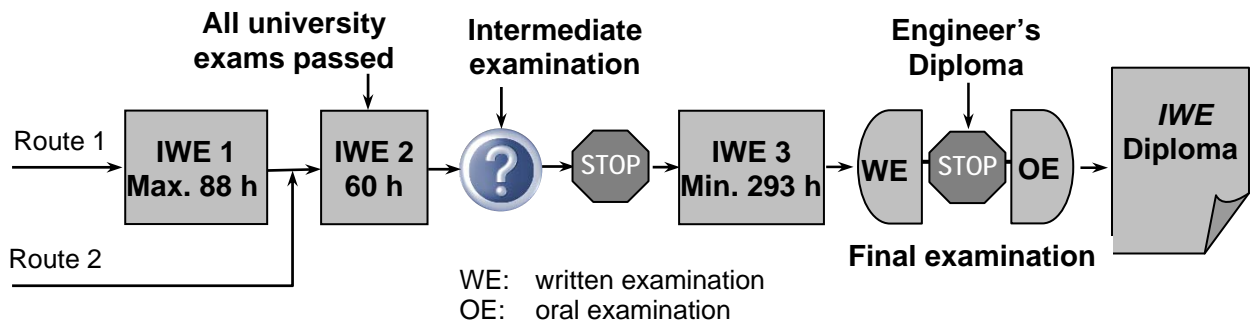 All university
exams passed
Intermediate
examination
Engineer's
Diploma
Route 1
IWE 1
Max. 88 h
IWE 2
60 h
?
STOP
IWE 3
Min. 293 h
WE
STOP
OE
IWE
Diploma
Route 2
Final examination
WE: written examination
OE: oral examination